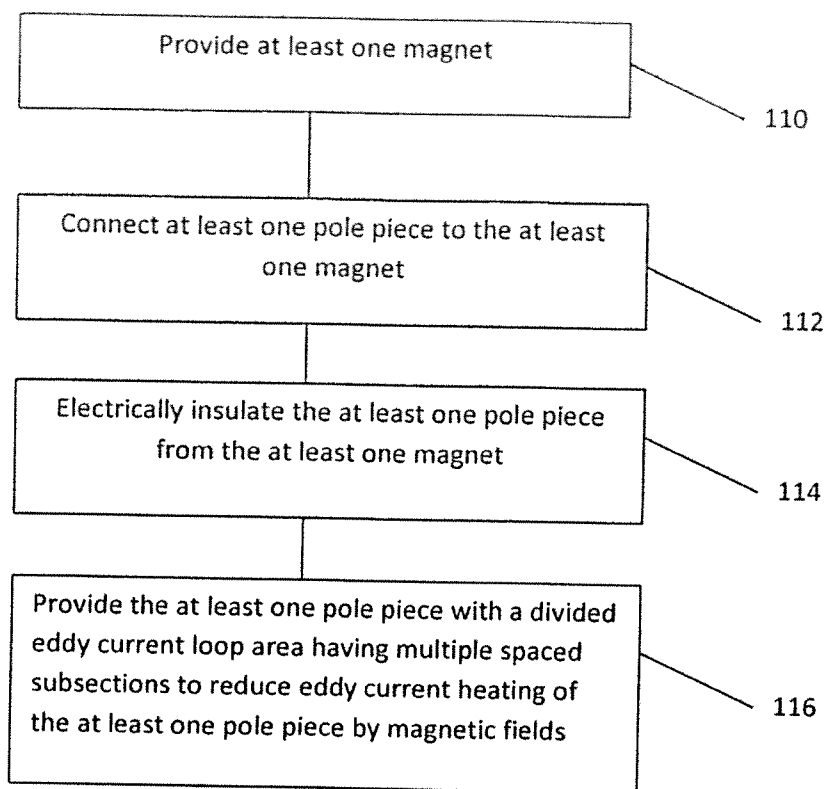 Provide at least one magnet
110
Connect at least one pole piece to the at least
one magnet
112
Electrically insulate the at least one pole piece
from the at least one magnet
114
Provide the at least one pole piece with a divided
eddy current loop area having multiple spaced
subsections to reduce eddy current heating of
the at least one pole piece by magnetic fields
116